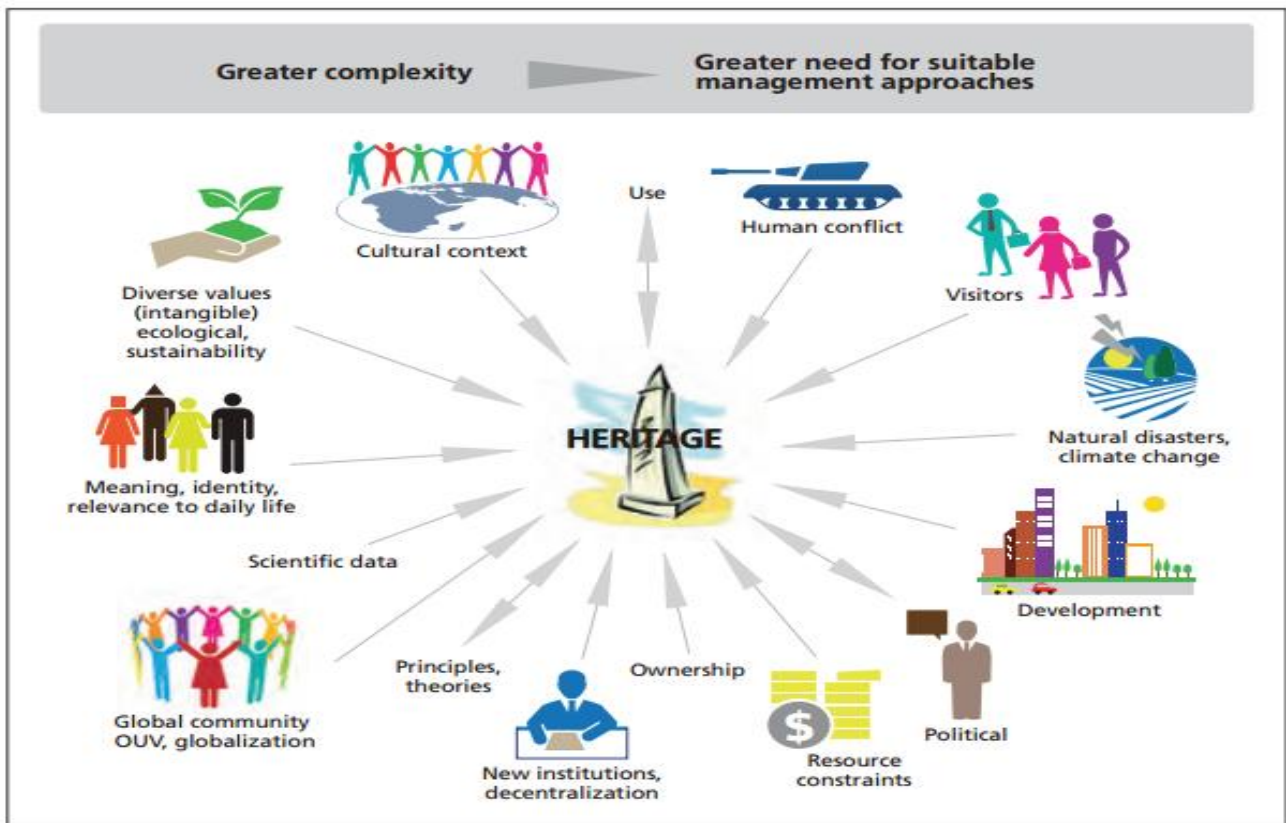 Greater complexity
Greater need for suitable
management approaches
Use
Cultural context
Human conflict
Visitors
Diverse values
(intangible)
ecological,
sustainability
HERITAGE
Natural disasters,
climate change
Meaning, identity,
relevance to daily life
Scientific data
Development
Global community
OUV, globalization
Principles,
theories
Ownership
$
Political
New institutions,
decentralization
Resource
constraints